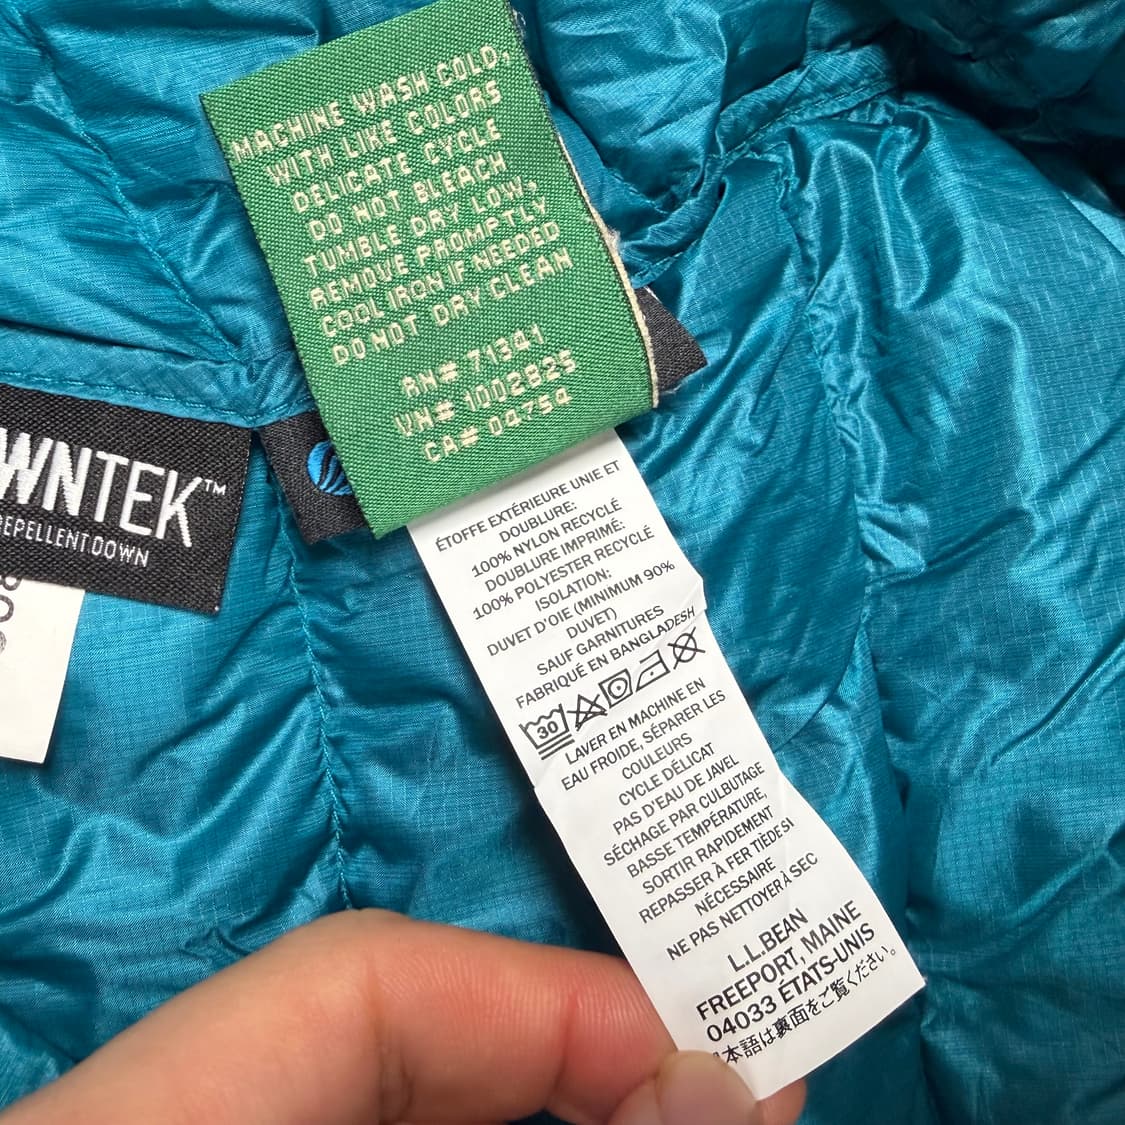 MACHINE WASH COLD,
WITH LIKE COLORS
DELICATE CYCLE
DO NOT BLEACH
TUMBLE DRY LOW,
REMOVE PROMPTLY
COOL IRON IF NEEDED
DO NOT DRY CLEAN
RN# 71341
VN# 1002825
CA# 04754
WNTEK™
REPELLENT DOWN
ÉTOFFE EXTÉRIEURE UNIE ET
DOUBLURE:
100% NYLON RECYCLÉ
DOUBLURE IMPRIMÉ:
100% POLYESTER RECYCLÉ
ISOLATION:
DUVET D'OIE (MINIMUM 90%
DUVET)
SAUF GARNITURES
FABRIQUÉ EN BANGLADESH
30
LAVER EN MACHINE EN
EAU FROIDE, SÉPARER LES
COULEURS
CYCLE DÉLICAT
PAS D'EAU DE JAVEL
SÉCHAGE PAR CULBUTAGE
BASSE TEMPÉRATURE,
SORTIR RAPIDEMENT
REPASSER À FER TIÈDE SI
NÉCESSAIRE
NE PAS NETTOYER À SEC
L.L.BEAN
FREEPORT, MAINE
04033 ÉTATS-UNIS
本語は裏面をご覧ください。